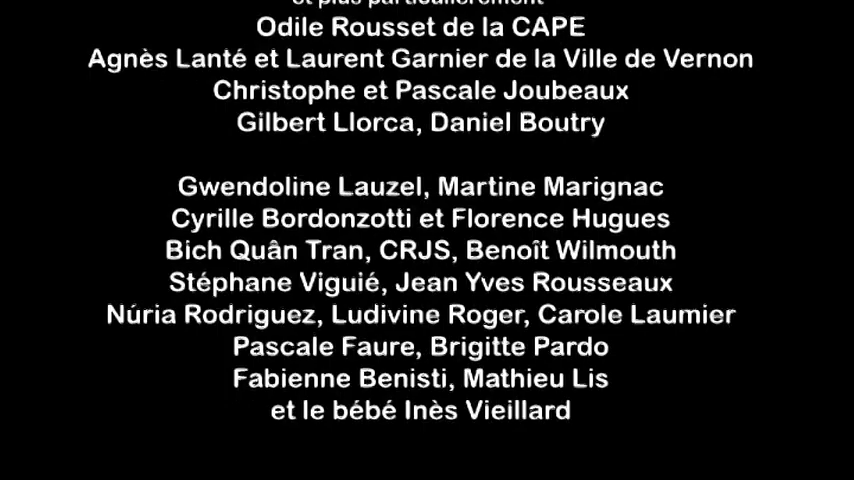 et plus particulièrement
Odile Rousset de la CAPE
Agnès Lanté et Laurent Garnier de la Ville de Vernon
Christophe et Pascale Joubeaux
Gilbert Llorca, Daniel Boutry
Gwendoline Lauzel, Martine Marignac
Cyrille Bordonzotti et Florence Hugues
Bich Quân Tran, CRJS, Benoît Wilmouth
Stéphane Viguié, Jean Yves Rousseaux
Núria Rodriguez, Ludivine Roger, Carole Laumier
Pascale Faure, Brigitte Pardo
Fabienne Benisti, Mathieu Lis
et le bébé Inès Vieillard